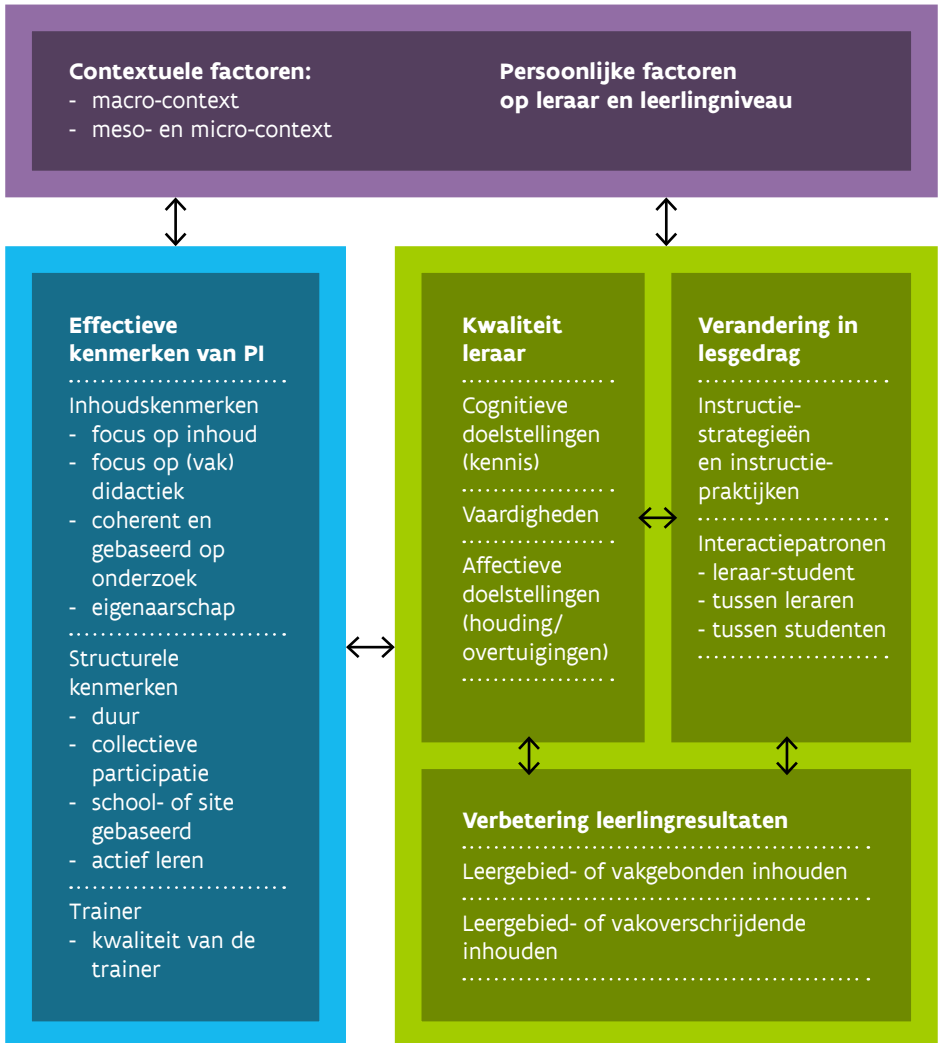 Contextuele factoren:
- macro-context
- meso- en micro-context
Persoonlijke factoren
op leraar en leerlingniveau
Effectieve
kenmerken van PI
Inhoudskenmerken
- focus op inhoud
- focus op (vak)
didactiek
- coherent en
gebaseerd op
onderzoek
- eigenaarschap
Structurele
kenmerken
- duur
- collectieve
participatie
- school- of site
gebaseerd
- actief leren
Trainer
- kwaliteit van de
trainer
Kwaliteit
leraar
Cognitieve
doelstellingen
(kennis)
Vaardigheden
Affectieve
doelstellingen
(houding/
overtuigingen)
Verandering in
lesgedrag
Instructie-
strategieën
en instructie-
praktijken
Interactiepatronen
- leraar-student
- tussen leraren
- tussen studenten
Verbetering leerlingresultaten
Leergebied- of vakgebonden inhouden
Leergebied- of vakoverschrijdende
inhouden